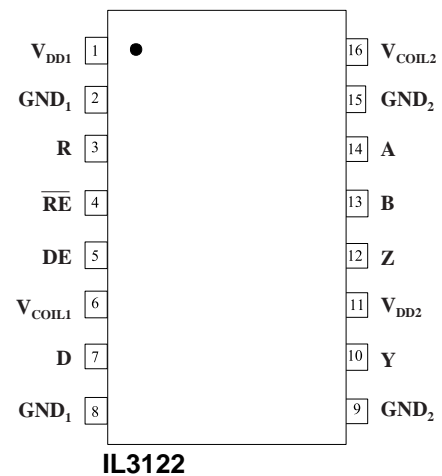 V_DD1 1 16 V_COIL2
GND_1 2 15 GND_2
R 3 14 A
R̅E̅ 4 13 B
DE 5 12 Z
V_COIL1 6 11 V_DD2
D 7 10 Y
GND_1 8 9 GND_2
IL3122